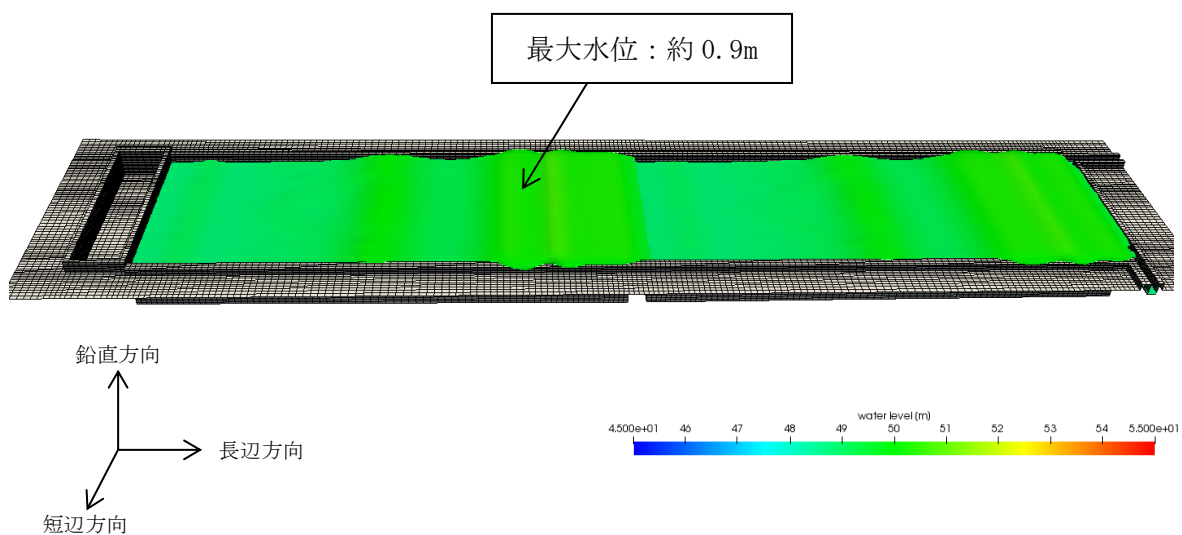 最大水位：約 0.9m
鉛直方向
長辺方向
短辺方向
water level (m)
4.500e+01 46 47 48 49 50 51 52 53 54 5.500e+01